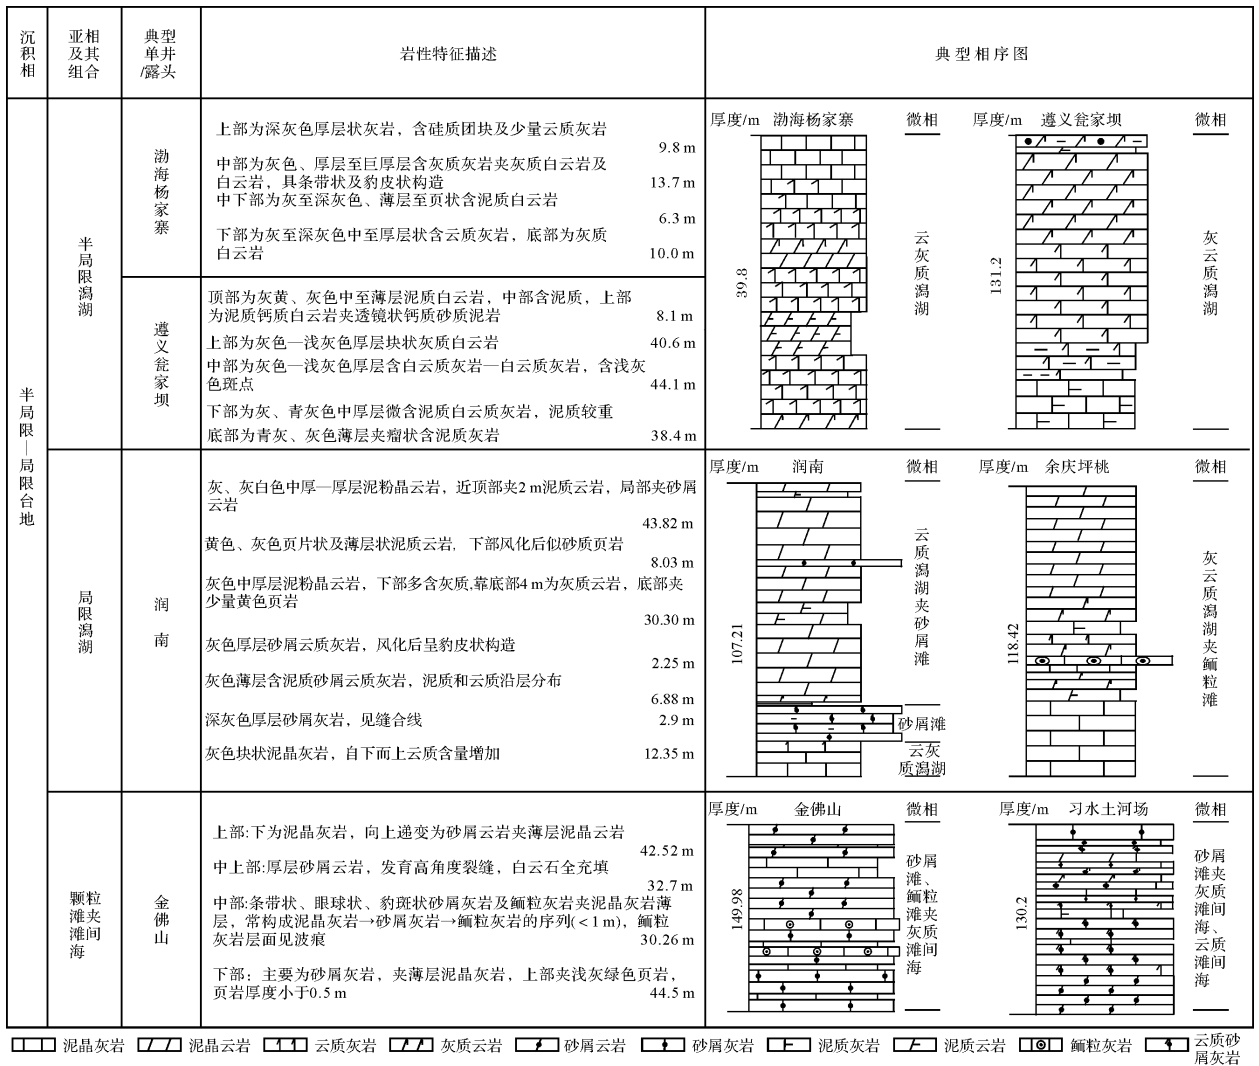 沉积相
亚相及其组合
典型单井/露头
岩性特征描述
典型相序图
半局限—局限台地
半局限潟湖
渤海杨家寨
上部为深灰色厚层状灰岩，含硅质团块及少量云质灰岩
9.8 m
中部为灰色、厚层至巨厚层含灰质灰岩夹灰质白云岩及
白云岩，具条带状及豹皮状构造
13.7 m
中下部为灰至深灰色、薄层至页状含泥质白云岩
6.3 m
下部为灰至深灰色中至厚层状含云质灰岩，底部为灰质
白云岩
10.0 m
遵义瓮家坝
顶部为灰黄、灰色中至薄层泥质白云岩，中部含泥质，上部
为泥质钙质白云岩夹透镜状钙质砂质泥岩
8.1 m
上部为灰色—浅灰色厚层块状灰质白云岩
40.6 m
中部为灰色—浅灰色厚层含白云质灰岩—白云质灰岩，含浅灰
色斑点
44.1 m
下部为灰、青灰色中厚层微含泥质白云质灰岩，泥质较重
底部为青灰、灰色薄层夹瘤状含泥质灰岩
38.4 m
厚度/m
渤海杨家寨
微相
39.8
云灰质潟湖
厚度/m
遵义瓮家坝
微相
131.2
灰云质潟湖
局限潟湖
润南
灰、灰白色中厚—厚层泥粉晶云岩，近顶部夹2 m泥质云岩，局部夹砂屑
云岩
43.82 m
黄色、灰色页片状及薄层状泥质云岩，下部风化后似砂质页岩
8.03 m
灰色中厚层泥粉晶云岩，下部多含灰质,靠底部4 m为灰质云岩，底部夹
少量黄色页岩
30.30 m
灰色厚层砂屑云质灰岩，风化后呈豹皮状构造
2.25 m
灰色薄层含泥质砂屑云质灰岩，泥质和云质沿层分布
6.88 m
深灰色厚层砂屑灰岩，见缝合线
2.9 m
灰色块状泥晶灰岩，自下而上云质含量增加
12.35 m
厚度/m
润南
微相
107.21
云质潟湖夹砂屑滩
砂屑滩
云灰
质潟湖
厚度/m
余庆坪桃
微相
118.42
灰云质潟湖夹鲕粒滩
颗粒滩夹滩间海
金佛山
上部:下为泥晶灰岩，向上递变为砂屑云岩夹薄层泥晶云岩
42.52 m
中上部:厚层砂屑云岩，发育高角度裂缝，白云石全充填
32.7 m
中部:条带状、眼球状、豹斑状砂屑灰岩及鲕粒灰岩夹泥晶灰岩薄
层，常构成泥晶灰岩→砂屑灰岩→鲕粒灰岩的序列(<1 m)，鲕粒
灰岩层面见波痕
30.26 m
下部：主要为砂屑灰岩，夹薄层泥晶灰岩，上部夹浅灰绿色页岩，
页岩厚度小于0.5 m
44.5 m
厚度/m
金佛山
微相
149.98
砂屑
滩、
鲕粒
滩夹
灰质
滩间
海
厚度/m
习水土河场
微相
130.2
砂屑
滩夹
灰质
滩间
海、
云质
滩间
海
泥晶灰岩
泥晶云岩
云质灰岩
灰质云岩
砂屑云岩
砂屑灰岩
泥质灰岩
泥质云岩
鲕粒灰岩
云质砂
屑灰岩